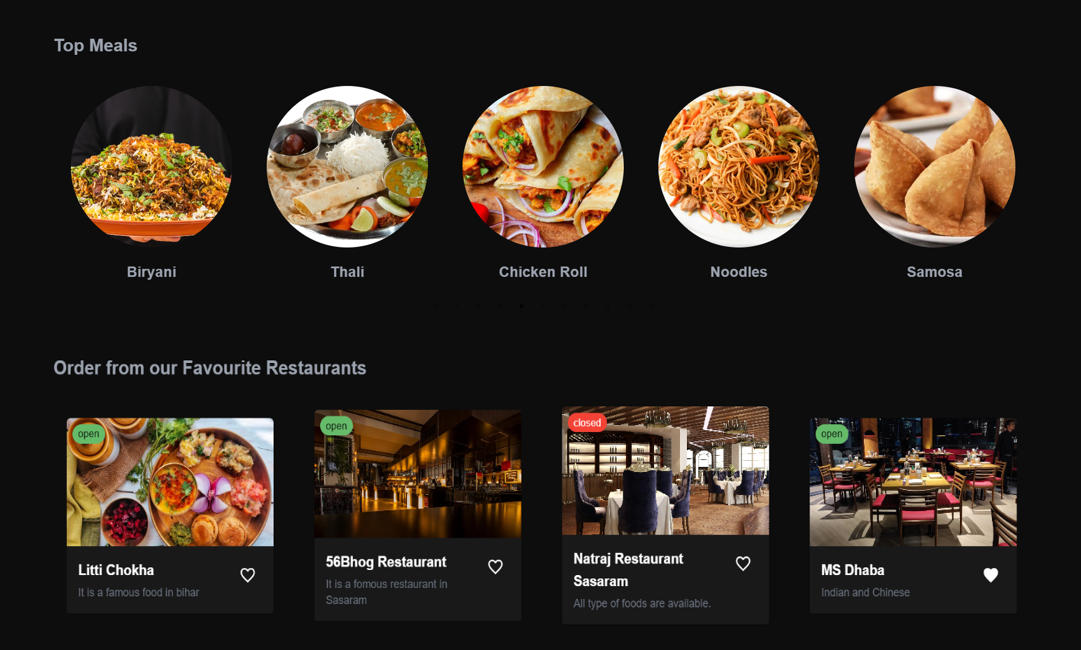 Top Meals
Biryani
Thali
Chicken Roll
Noodles
Samosa
Order from our Favourite Restaurants
open
Litti Chokha
It is a famous food in bihar
open
56Bhog Restaurant
It is a fomous restaurant in
Sasaram
closed
Natraj Restaurant
Sasaram
All type of foods are available.
open
MS Dhaba
Indian and Chinese